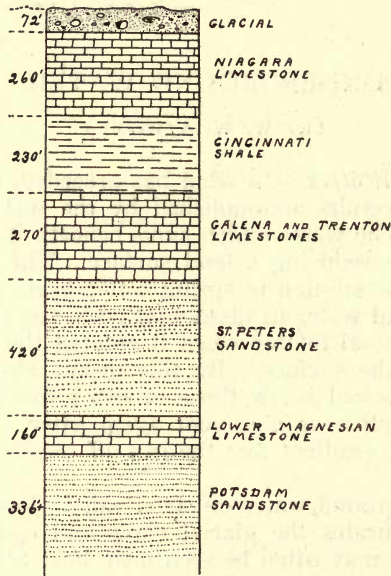 72' GLACIAL
260' NIAGARA
LIMESTONE
230' CINCINNATI
SHALE
270' GALENA AND TRENTON
LIMESTONES
420' ST. PETERS
SANDSTONE
160' LOWER MAGNESIAN
LIMESTONE
336'+ POTSDAM
SANDSTONE